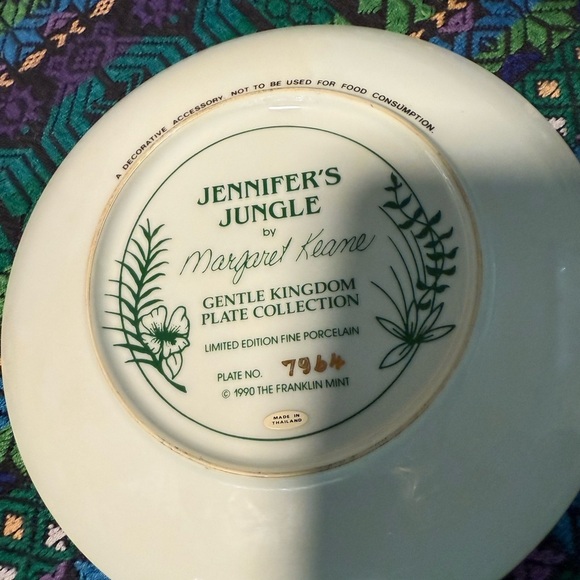 A DECORATIVE ACCESSORY. NOT TO BE USED FOR FOOD CONSUMPTION.
JENNIFER'S
JUNGLE
by
Margaret Keane
GENTLE KINGDOM
PLATE COLLECTION
LIMITED EDITION FINE PORCELAIN
PLATE NO. 7964
© 1990 THE FRANKLIN MINT
MADE IN
THAILAND